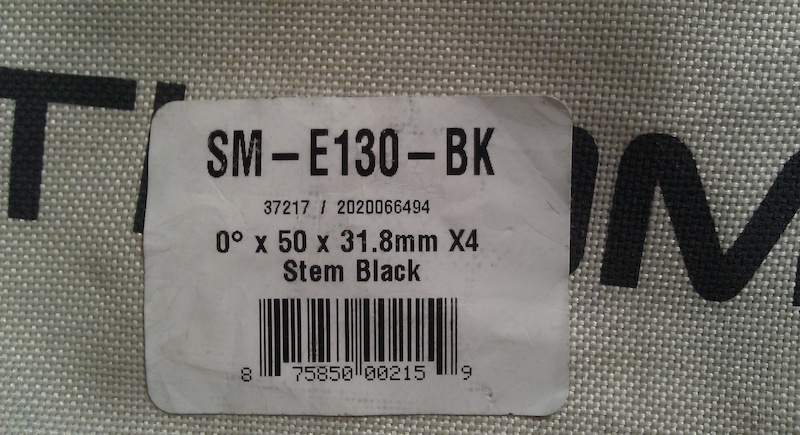 SM-E130-BK
37217 / 2020066494
0° x 50 x 31.8mm X4
Stem Black
8 75850 00215 9